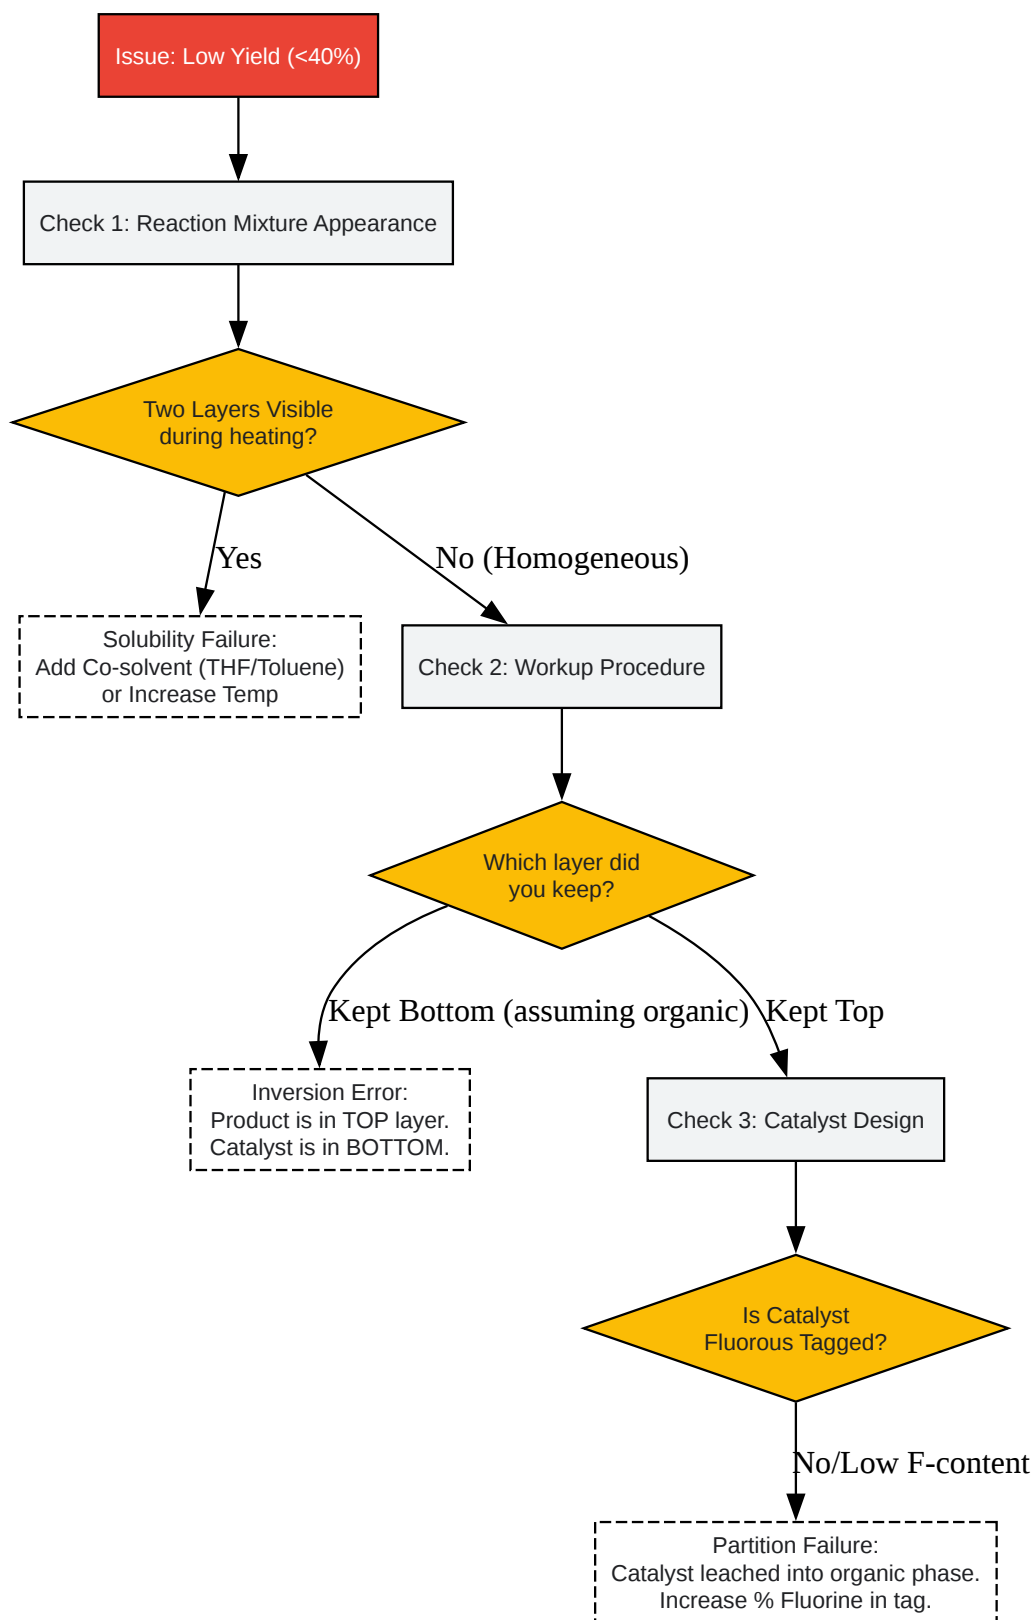 Issue: Low Yield (<40%)
Check 1: Reaction Mixture Appearance
Two Layers Visible
during heating?
Yes
No (Homogeneous)
Solubility Failure:
Add Co-solvent (THF/Toluene)
or Increase Temp
Check 2: Workup Procedure
Which layer did
you keep?
Kept Bottom (assuming organic)
Kept Top
Inversion Error:
Product is in TOP layer.
Catalyst is in BOTTOM.
Check 3: Catalyst Design
Is Catalyst
Fluorous Tagged?
No/Low F-content
Partition Failure:
Catalyst leached into organic phase.
Increase % Fluorine in tag.